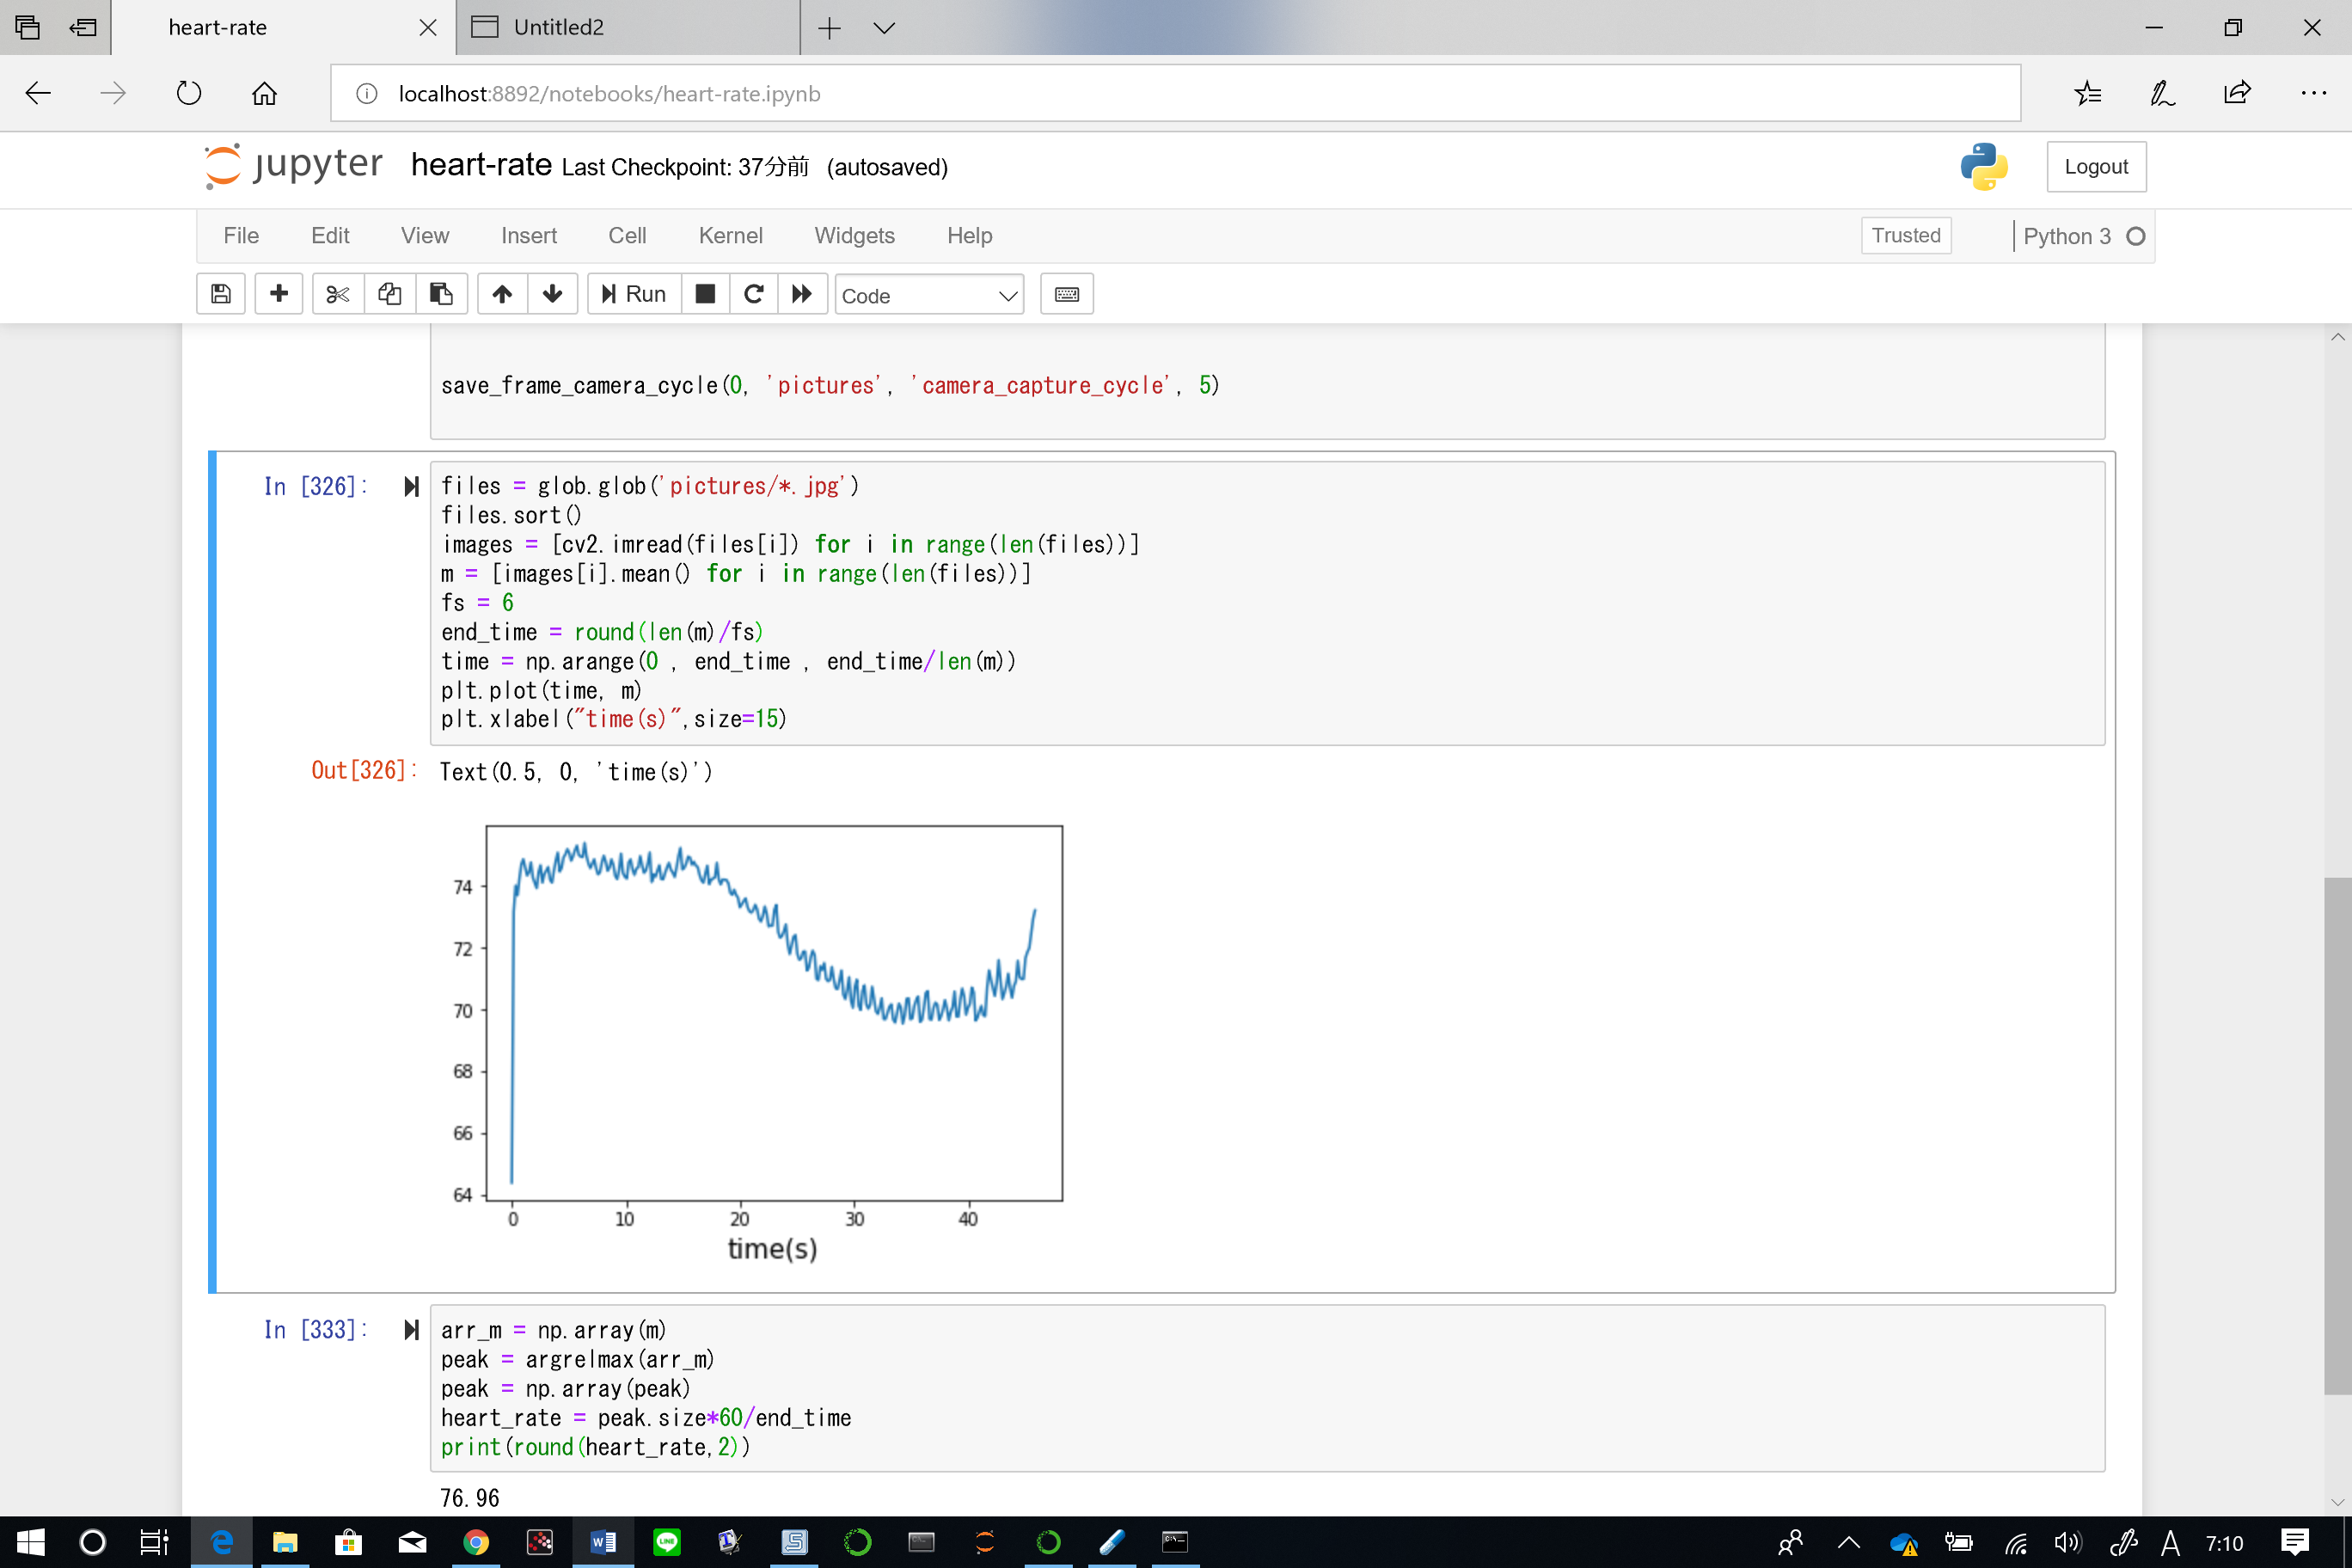 heart-rate
Untitled2
localhost:8892/notebooks/heart-rate.ipynb
jupyter heart-rate Last Checkpoint: 37分前 (autosaved)
Logout
File Edit View Insert Cell Kernel Widgets Help
Trusted
Python 3
Run
Code
save_frame_camera_cycle(0, 'pictures', 'camera_capture_cycle', 5)
In [326]:
files = glob.glob('pictures/*.jpg')
files.sort()
images = [cv2.imread(files[i]) for i in range(len(files))]
m = [images[i].mean() for i in range(len(files))]
fs = 6
end_time = round(len(m)/fs)
time = np.arange(0 , end_time , end_time/len(m))
plt.plot(time, m)
plt.xlabel("time(s)",size=15)
Out[326]: Text(0.5, 0, 'time(s)')
74
72
70
68
66
64
0 10 20 30 40
time(s)
In [333]:
arr_m = np.array(m)
peak = argrelmax(arr_m)
peak = np.array(peak)
heart_rate = peak.size*60/end_time
print(round(heart_rate,2))
76.96
A 7:10